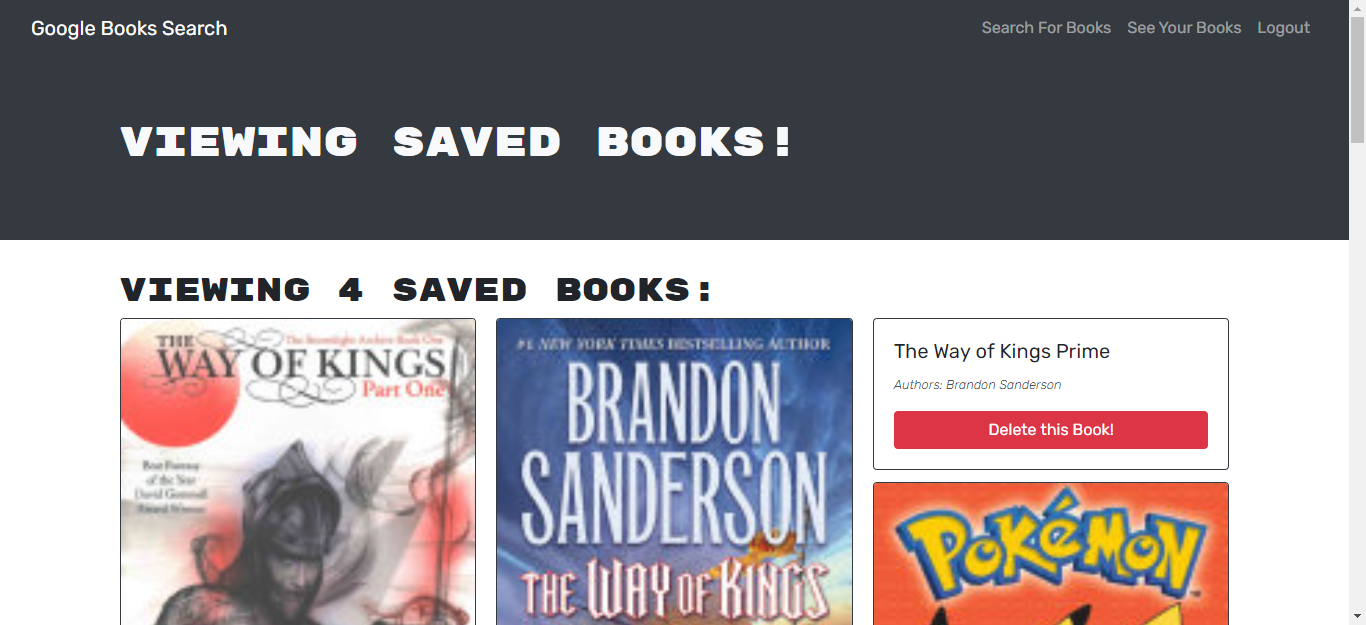 Google Books Search
Search For Books See Your Books Logout
VIEWING SAVED BOOKS!
VIEWING 4 SAVED BOOKS:
THE The Stormlight Archive Book One
WAY OF KINGS
Part One
Best Fantasy
of the Year
David Gemmell
Award Winner
#1 NEW YORK TIMES BESTSELLING AUTHOR
BRANDON
SANDERSON
THE WAY OF KINGS
The Way of Kings Prime
Authors: Brandon Sanderson
Delete this Book!
POKéMON